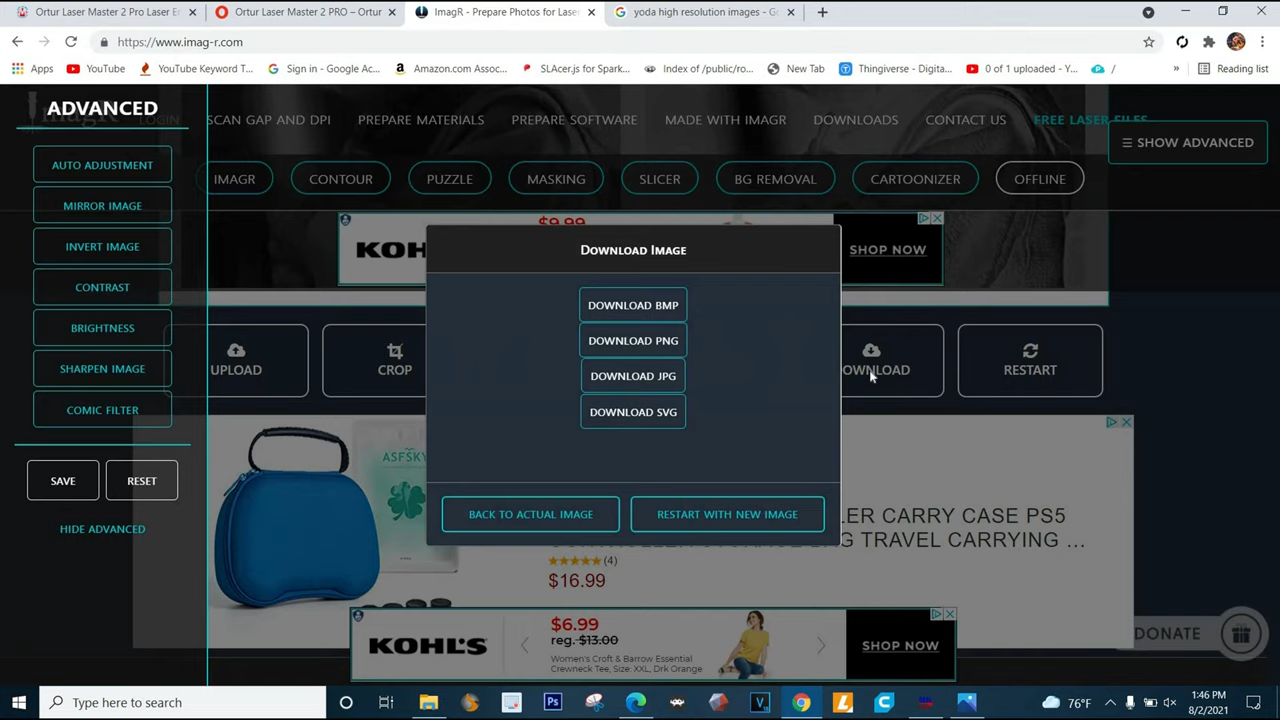 Ortur Laser Master 2 Pro Laser E
Ortur Laser Master 2 PRO – Ortur
ImagR - Prepare Photos for Lase
yoda high resolution images - Go
https://www.imag-r.com
Apps
YouTube
YouTube Keyword T...
Sign in - Google Ac...
Amazon.com Assoc...
SLAcer.js for Spark...
Index of /public/ro...
New Tab
Thingiverse - Digita...
0 of 1 uploaded - Y...
/
»
Reading list
ADVANCED
LOGIN
SCAN GAP AND DPI
PREPARE MATERIALS
PREPARE SOFTWARE
MADE WITH IMAGR
DOWNLOADS
CONTACT US
FREE LASER FILES
☰ SHOW ADVANCED
AUTO ADJUSTMENT
MIRROR IMAGE
INVERT IMAGE
CONTRAST
BRIGHTNESS
SHARPEN IMAGE
COMIC FILTER
SAVE
RESET
HIDE ADVANCED
IMAGR
CONTOUR
PUZZLE
MASKING
SLICER
BG REMOVAL
CARTOONIZER
OFFLINE
$9.99
KOH
SHOP NOW
DOWNLOAD IMAGE
DOWNLOAD BMP
DOWNLOAD PNG
DOWNLOAD JPG
DOWNLOAD SVG
BACK TO ACTUAL IMAGE
RESTART WITH NEW IMAGE
UPLOAD
CROP
OWNLOAD
RESTART
ASFSKY
LER CARRY CASE PS5
AG TRAVEL CARRYING ...
(4)
$16.99
KOHL'S
$6.99
reg. $13.00
Women's Croft & Barrow Essential
Crewneck Tee, Size: XXL, Drk Orange
SHOP NOW
DONATE
Type here to search
76°F
1:46 PM
8/2/2021